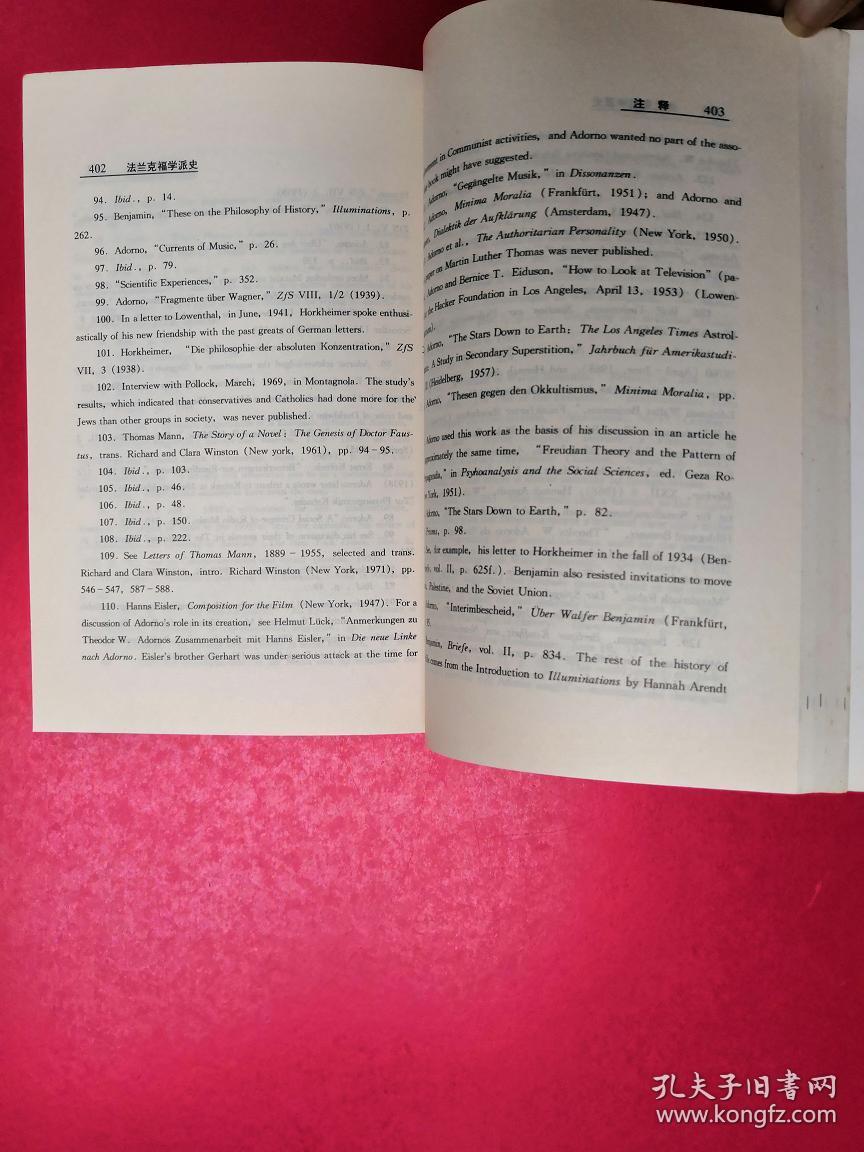 402 法兰克福学派史
94. Ibid., p. 14.
95. Benjamin, “These on the Philosophy of History,” Illuminations, p.
262.
96. Adorno, “Currents of Music,” p. 26.
97. Ibid., p. 79.
98. “Scientific Experiences,” p. 352.
99. Adorno, “Fragmente über Wagner,” ZfS VIII, 1/2 (1939).
100. In a letter to Lowenthal, in June, 1941, Horkheimer spoke enthusi-
astically of his new friendship with the past greats of German letters.
101. Horkheimer, “Die philosophie der absoluten Konzentration,” ZfS
VII, 3 (1938).
102. Interview with Pollock, March, 1969, in Montagnola. The study's
results, which indicated that conservatives and Catholics had done more for the
Jews than other groups in society, was never published.
103. Thomas Mann, The Story of a Novel: The Genesis of Doctor Faus-
tus, trans. Richard and Clara Winston (New york, 1961), pp. 94-95.
104. Ibid., p. 103.
105. Ibid., p. 46.
106. Ibid., p. 48.
107. Ibid., p. 150.
108. Ibid., p. 222.
109. See Letters of Thomas Mann, 1889 - 1955, selected and trans.
Richard and Clara Winston, intro. Richard Winston (New York, 1971), pp.
546-547, 587-588.
110. Hanns Eisler, Composition for the Film (New York, 1947). For a
discussion of Adorno's role in its creation, see Helmut Lück, “Anmerkungen zu
Theodor W. Adornos Zusammenarbeit mit Hanns Eisler,” in Die neue Linke
nach Adorno. Eisler's brother Gerhart was under serious attack at the time for
注 释 403
in Communist activities, and Adorno wanted no part of the asso-
book might have suggested.
Adorno, “Gegängelte Musik,” in Dissonanzen.
Adorno, Minima Moralia (Frankfürt, 1951); and Adorno and
Dialektik der Aufklärung (Amsterdam, 1947).
Adorno et al., The Authoritarian Personality (New York, 1950).
on Martin Luther Thomas was never published.
Adorno and Bernice T. Eiduson, “How to Look at Television” (pa-
the Hacker Foundation in Los Angeles, April 13, 1953) (Lowen-
Adorno, “The Stars Down to Earth: The Los Angeles Times Astrol-
A Study in Secondary Superstition,” Jahrbuch für Amerikastudi-
(Heidelberg, 1957).
Adorno, “Thesen gegen den Okkultismus,” Minima Moralia, pp.
Adorno used this work as the basis of his discussion in an article he
the same time, “Freudian Theory and the Pattern of
in Psyhoanalysis and the Social Sciences, ed. Geza Ro-
York, 1951).
Adorno, “The Stars Down to Earth,” p. 82.
p. 98.
for example, his letter to Horkheimer in the fall of 1934 (Ben-
vol. II, p. 625f.). Benjamin also resisted invitations to move
Palestine, and the Soviet Union.
Adorno, “Interimbescheid,” Über Walfer Benjamin (Frankfürt,
Benjamin, Briefe, vol. II, p. 834. The rest of the history of
comes from the Introduction to Illuminations by Hannah Arendt
孔夫子旧书网
www.kongfz.com